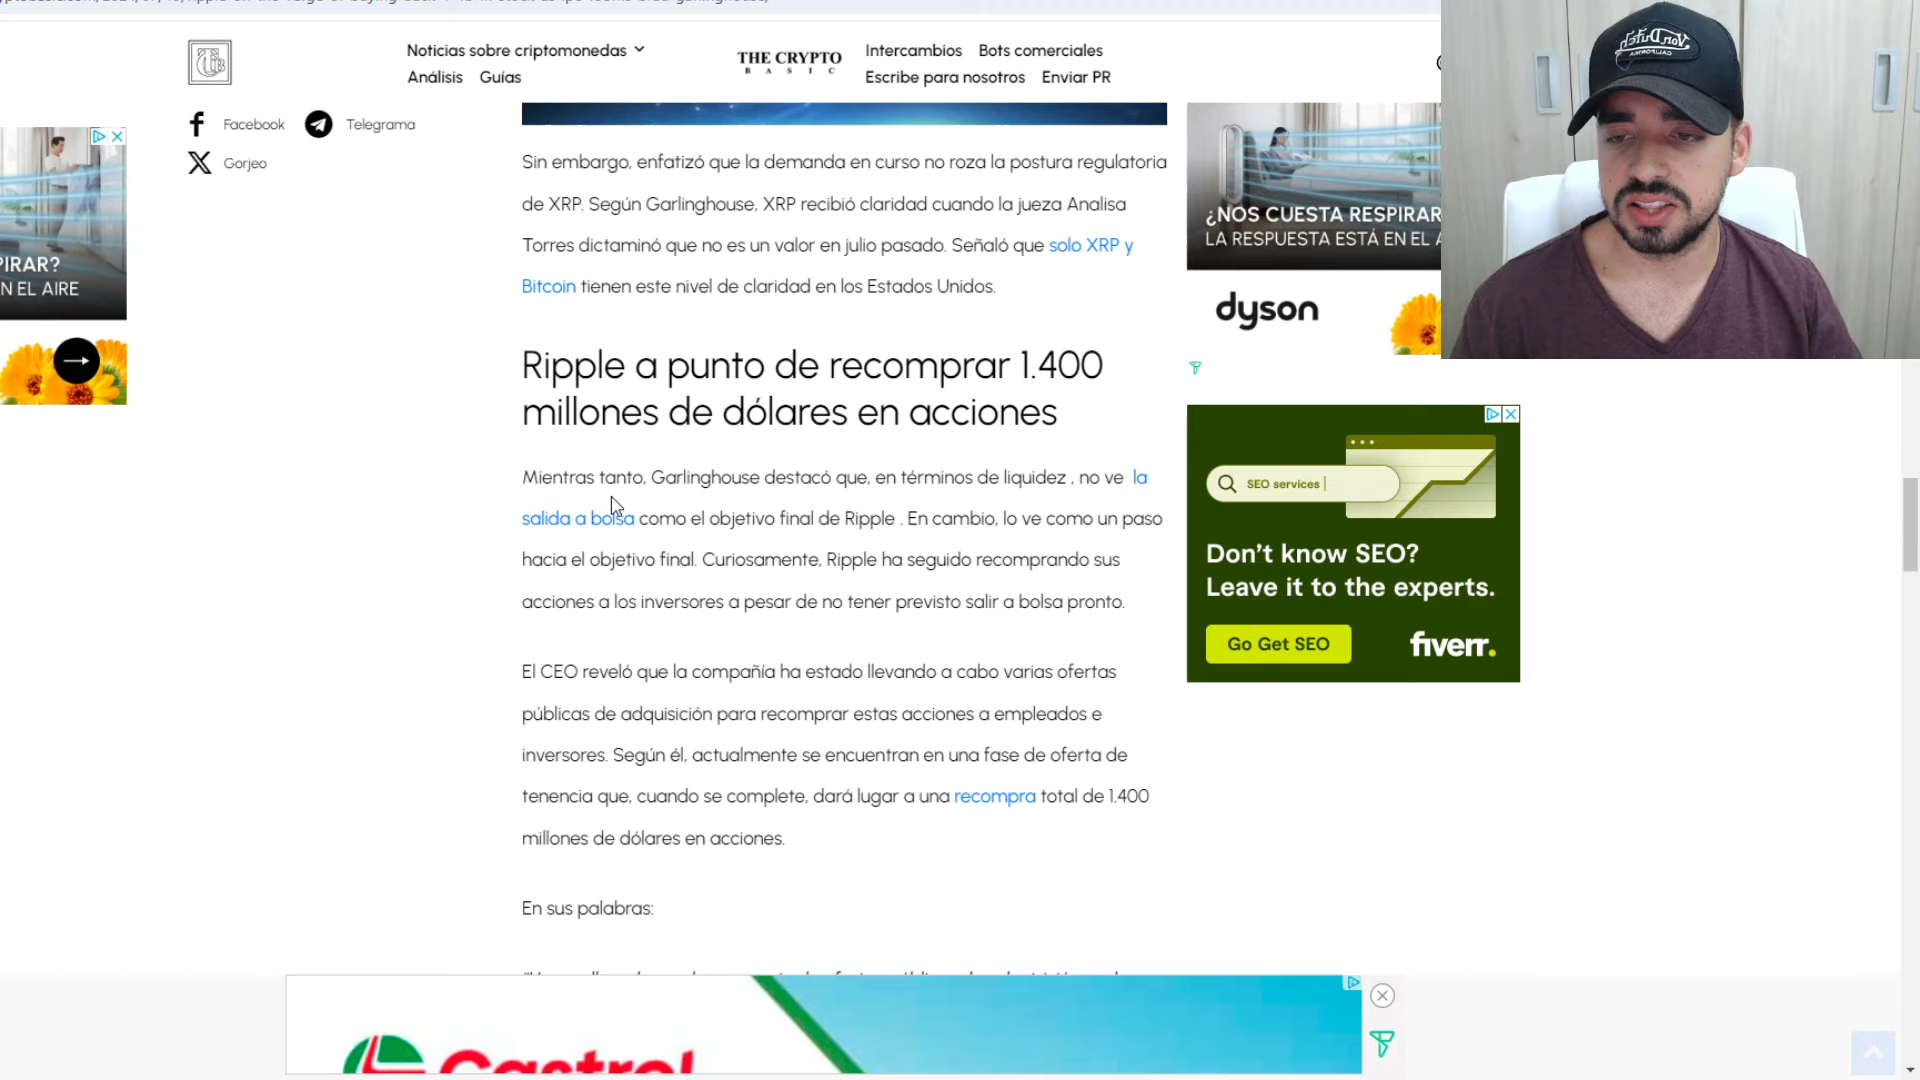 Noticias sobre criptomonedas
Análisis Guías
THE CRYPTO
BASIC
Intercambios Bots comerciales
Escribe para nosotros Enviar PR
Facebook
Telegrama
Gorjeo
PIRAR?
N EL AIRE
Von Dutch
CALIFORNIA
Sin embargo, enfatizó que la demanda en curso no roza la postura regulatoria
de XRP. Según Garlinghouse, XRP recibió claridad cuando la jueza Analisa
Torres dictaminó que no es un valor en julio pasado. Señaló que solo XRP y
Bitcoin tienen este nivel de claridad en los Estados Unidos.
Ripple a punto de recomprar 1.400
millones de dólares en acciones
Mientras tanto, Garlinghouse destacó que, en términos de liquidez , no ve la
salida a bolsa como el objetivo final de Ripple . En cambio, lo ve como un paso
hacia el objetivo final. Curiosamente, Ripple ha seguido recomprando sus
acciones a los inversores a pesar de no tener previsto salir a bolsa pronto.
El CEO reveló que la compañía ha estado llevando a cabo varias ofertas
públicas de adquisición para recomprar estas acciones a empleados e
inversores. Según él, actualmente se encuentran en una fase de oferta de
tenencia que, cuando se complete, dará lugar a una recompra total de 1.400
millones de dólares en acciones.
En sus palabras:
¿NOS CUESTA RESPIRAR
LA RESPUESTA ESTÁ EN EL A
dyson
SEO services
Don't know SEO?
Leave it to the experts.
Go Get SEO
fiverr.
Castrol